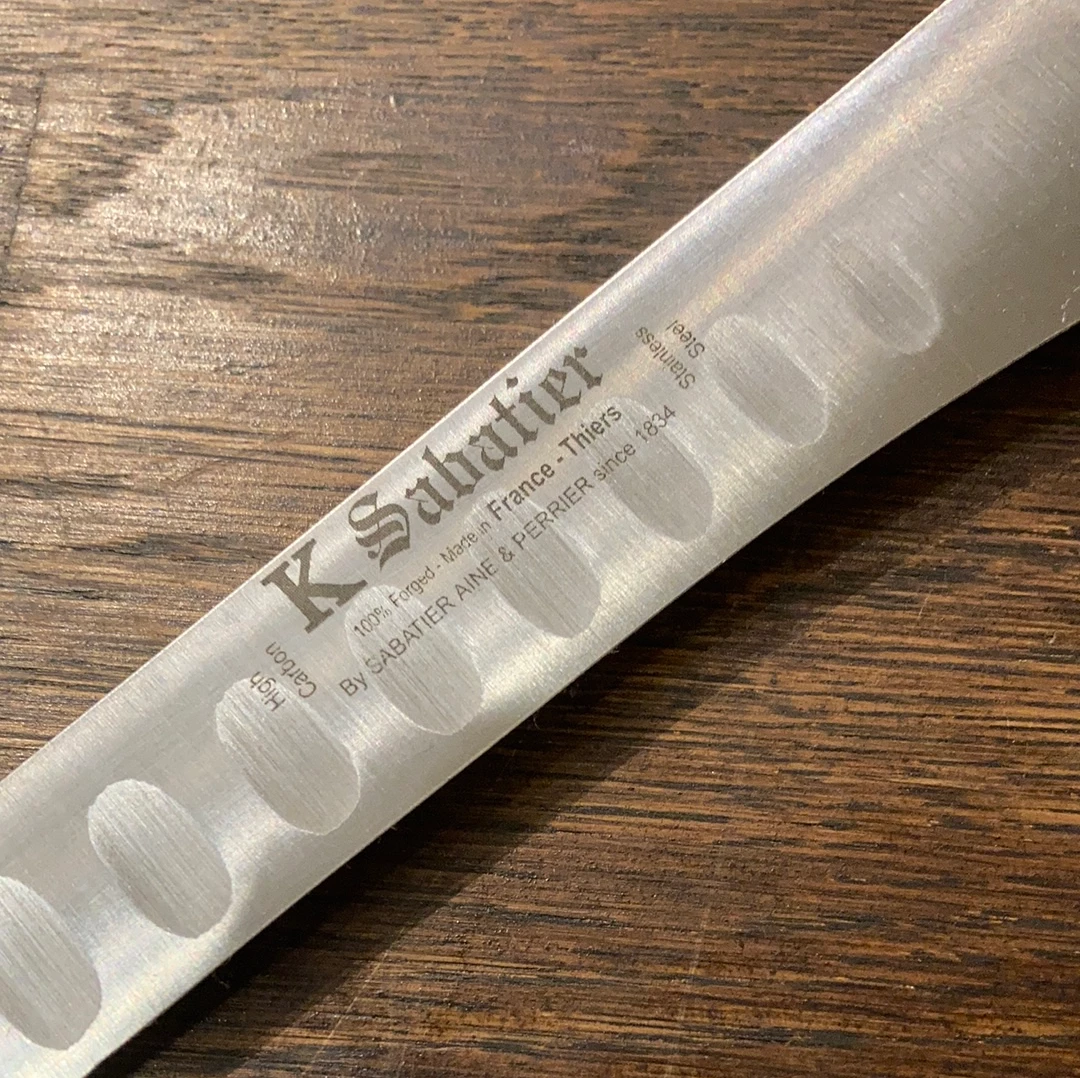 K Sabatier
100% Forged - Made in France - Thiers
By SABATIER AINE & PERRIER since 1834
High
Carbon
Stainless
Steel